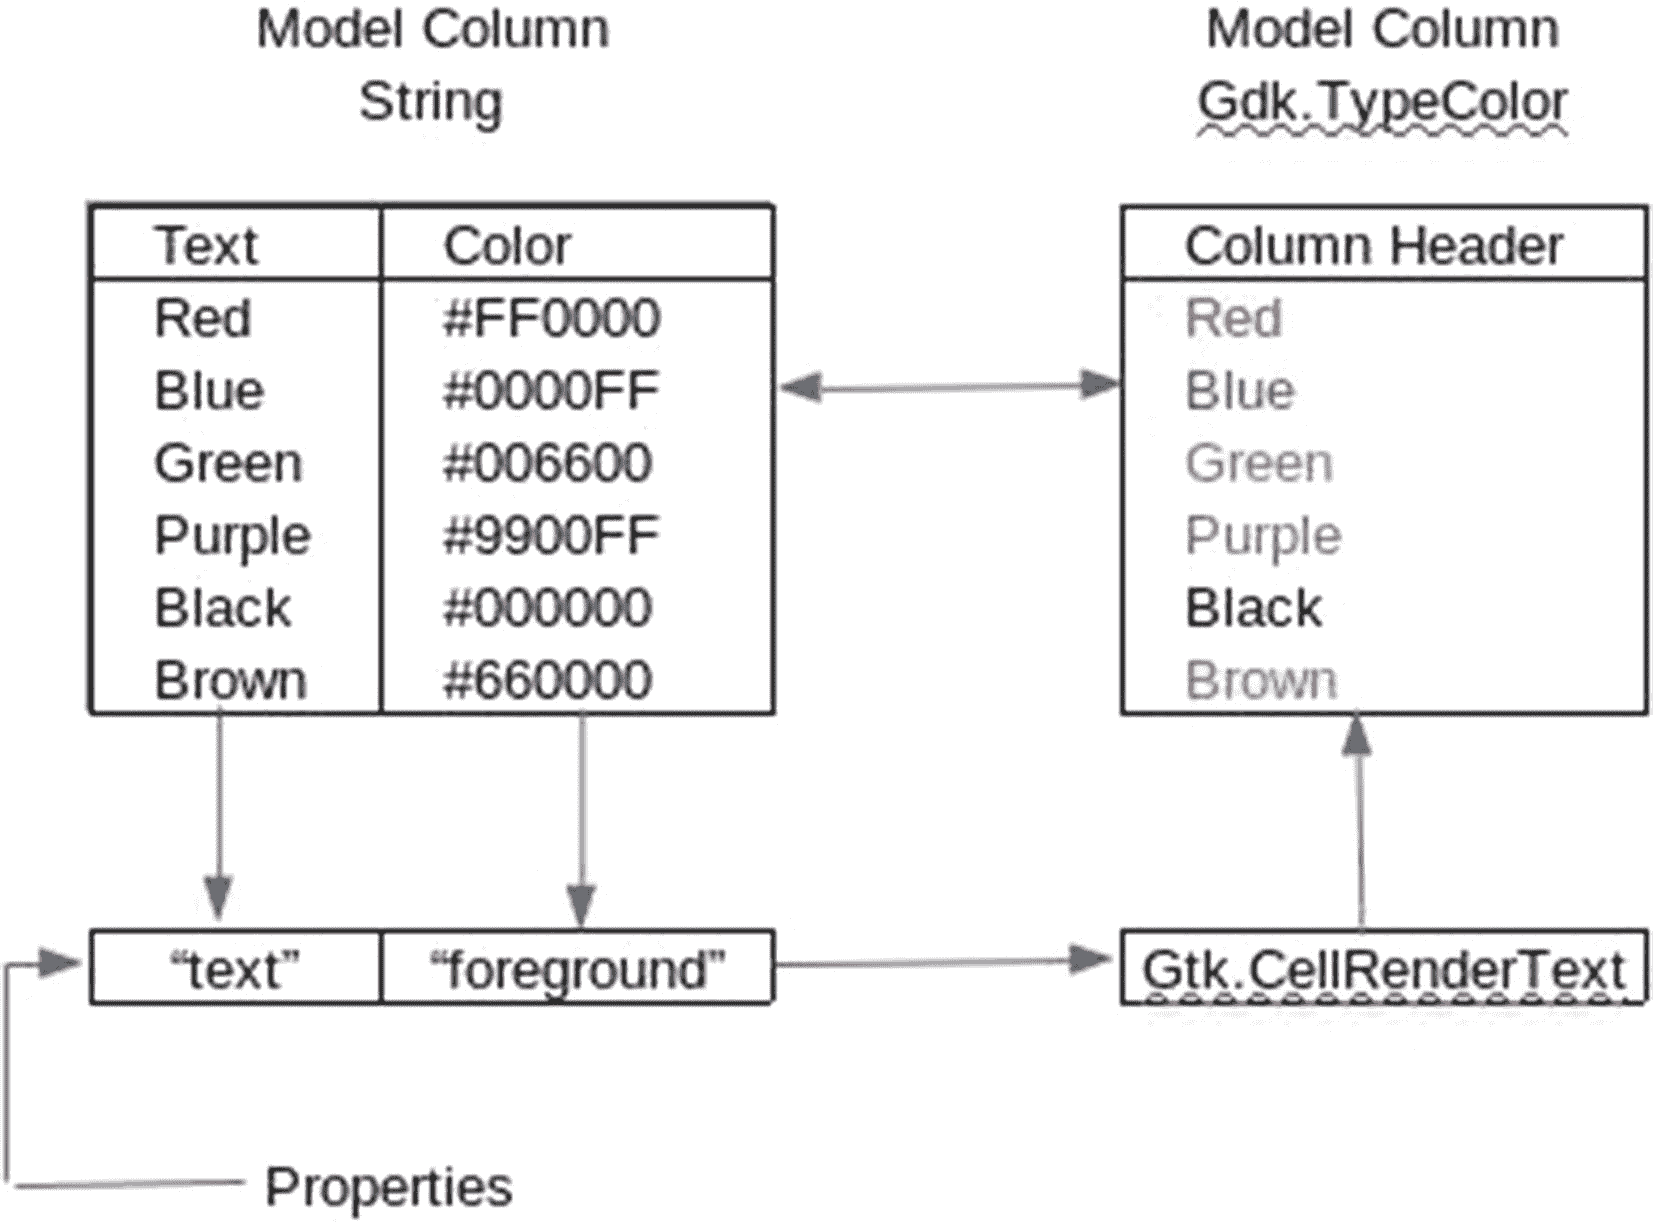 Model Column
String
Model Column
Gdk.TypeColor
Text Color
Red #FF0000
Blue #0000FF
Green #006600
Purple #9900FF
Black #000000
Brown #660000
Column Header
Red
Blue
Green
Purple
Black
Brown
“text” “foreground”
Gtk.CellRenderText
Properties